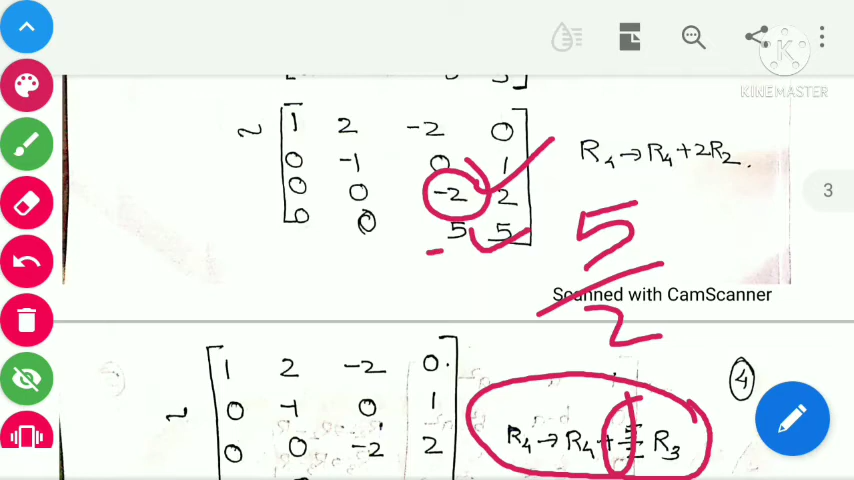 K
KINEMASTER
~ 1 2 -2 0
0 -1 0 1 R4→R4+2R2.
0 0 -2 2
0 0 5 5
- 5
2
3
Scanned with CamScanner
1 2 -2 0.
~ 0 -1 0 1
0 0 -2 2
R4→R4+5/2 R3
4